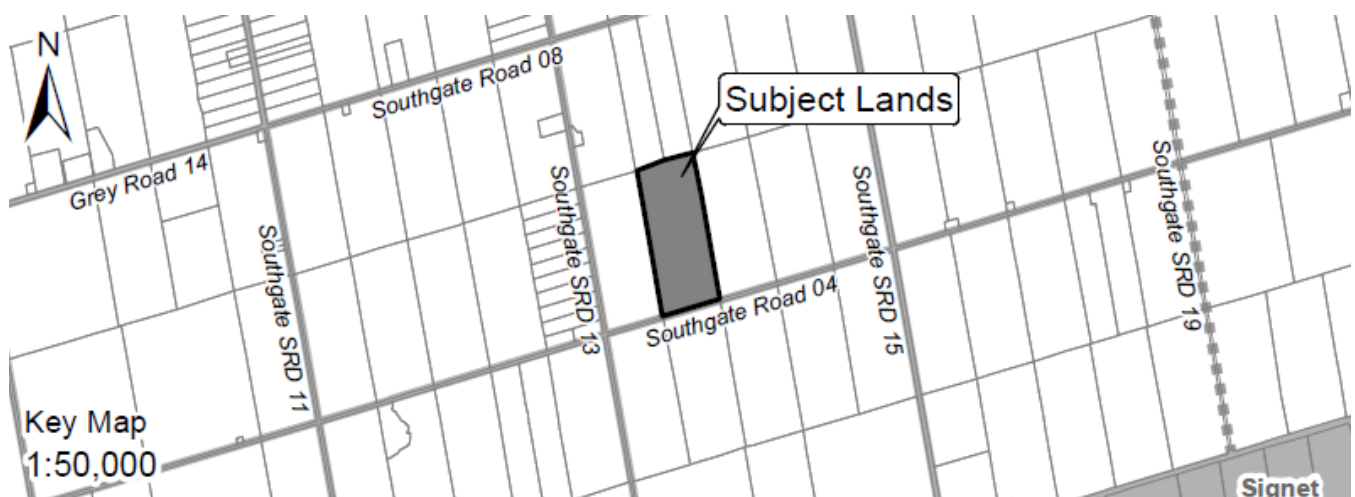 N
Southgate Road 08
Subject Lands
Grey Road 14
Southgate SRD 11
Southgate SRD 13
Southgate Road 04
Southgate SRD 15
Southgate SRD 19
Key Map
1:50,000
Signet